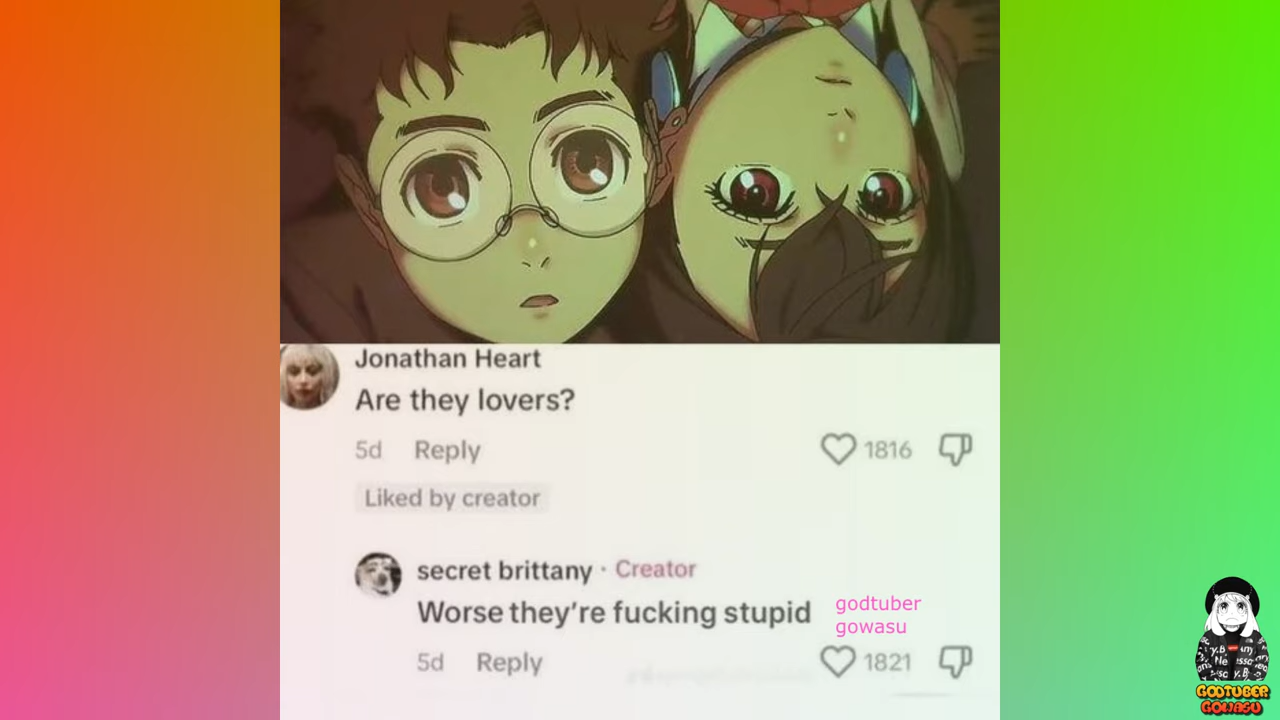 Jonathan Heart
Are they lovers?
5d Reply 1816
Liked by creator
secret brittany · Creator
Worse they're fucking stupid
godtuber
gowasu
5d Reply 1821
GODTUBER
GOWASU